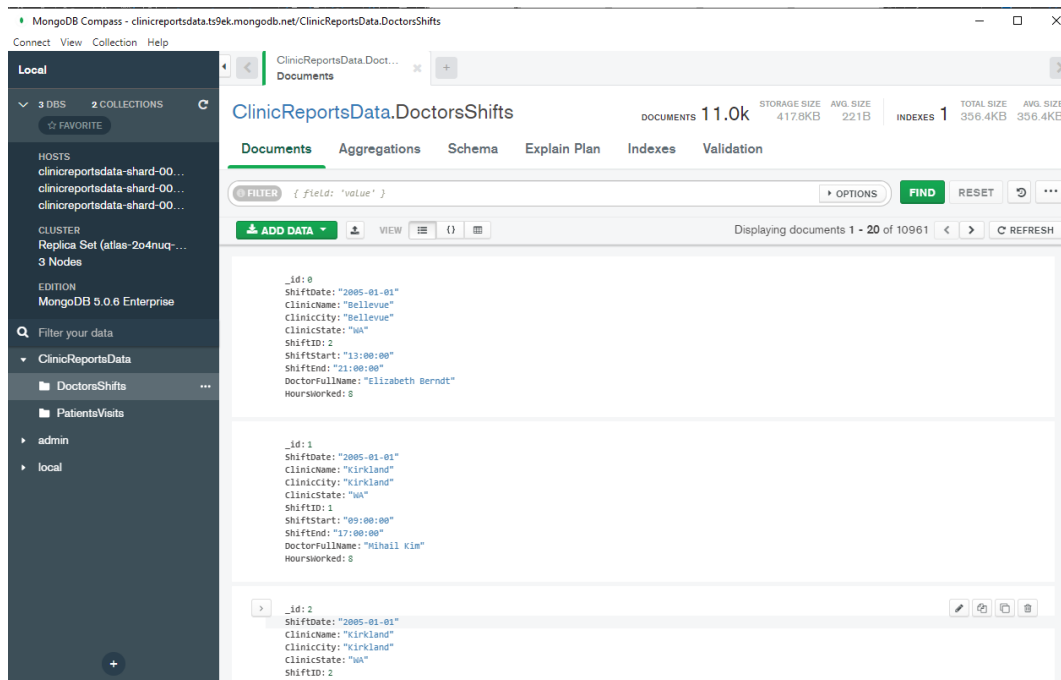 MongoDB Compass - clinicreportsdata.ts9ek.mongodb.net/ClinicReportsData.DoctorsShifts
Connect View Collection Help
Local
3 DBS 2 COLLECTIONS
FAVORITE
HOSTS
clinicreportsdata-shard-00...
clinicreportsdata-shard-00...
clinicreportsdata-shard-00...
CLUSTER
Replica Set (atlas-2o4nuq-...
3 Nodes
EDITION
MongoDB 5.0.6 Enterprise
Filter your data
ClinicReportsData
DoctorsShifts ...
PatientsVisits
admin
local
ClinicReportsData.Doct...
Documents
ClinicReportsData.DoctorsShifts
DOCUMENTS 11.0k STORAGE SIZE 417.8KB AVG. SIZE 221B INDEXES 1 TOTAL SIZE 356.4KB AVG. SIZE 356.4KB
Documents Aggregations Schema Explain Plan Indexes Validation
FILTER { field: 'value' } OPTIONS FIND RESET ...
ADD DATA VIEW {} Displaying documents 1 - 20 of 10961 < > REFRESH
_id: 0
ShiftDate: "2005-01-01"
ClinicName: "Bellevue"
ClinicCity: "Bellevue"
ClinicState: "WA"
ShiftID: 2
ShiftStart: "13:00:00"
ShiftEnd: "21:00:00"
DoctorFullName: "Elizabeth Berndt"
HoursWorked: 8
_id: 1
ShiftDate: "2005-01-01"
ClinicName: "Kirkland"
ClinicCity: "Kirkland"
ClinicState: "WA"
ShiftID: 1
ShiftStart: "09:00:00"
ShiftEnd: "17:00:00"
DoctorFullName: "Mihail Kim"
HoursWorked: 8
_id: 2
ShiftDate: "2005-01-01"
ClinicName: "Kirkland"
ClinicCity: "Kirkland"
ClinicState: "WA"
ShiftID: 2